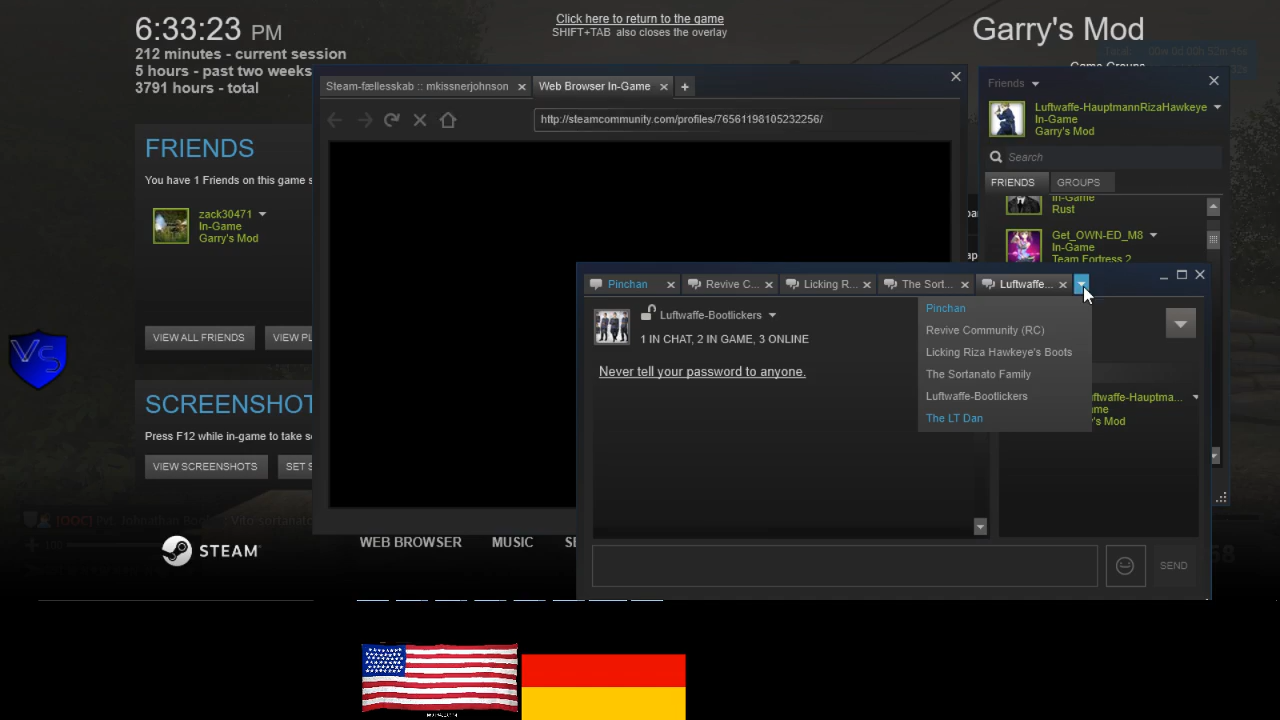 6:33:23 PM
212 minutes - current session
5 hours - past two weeks
3791 hours - total
Click here to return to the game
SHIFT+TAB also closes the overlay
Garry's Mod
Steam-fællesskab :: mkissnerjohnson
Web Browser In-Game
http://steamcommunity.com/profiles/76561198105232256/
FRIENDS
You have 1 Friends on this game s
zack30471
In-Game
Garry's Mod
VIEW ALL FRIENDS
VIEW PL
SCREENSHOT
Press F12 while in-game to take s
VIEW SCREENSHOTS
SET S
STEAM
WEB BROWSER
MUSIC
SE
Friends
Luftwaffe-HauptmannRizaHawkeye
In-Game
Garry's Mod
Search
FRIENDS
GROUPS
In-Game
Rust
Get_OWN-ED_M8
In-Game
Team Fortress 2
Pinchan
Revive C...
Licking R...
The Sort...
Luftwaffe...
Luftwaffe-Bootlickers
1 IN CHAT, 2 IN GAME, 3 ONLINE
Never tell your password to anyone.
Pinchan
Revive Community (RC)
Licking Riza Hawkeye's Boots
The Sortanato Family
Luftwaffe-Bootlickers
The LT Dan
ftwaffe-Hauptma...
me
y's Mod
SEND
VS